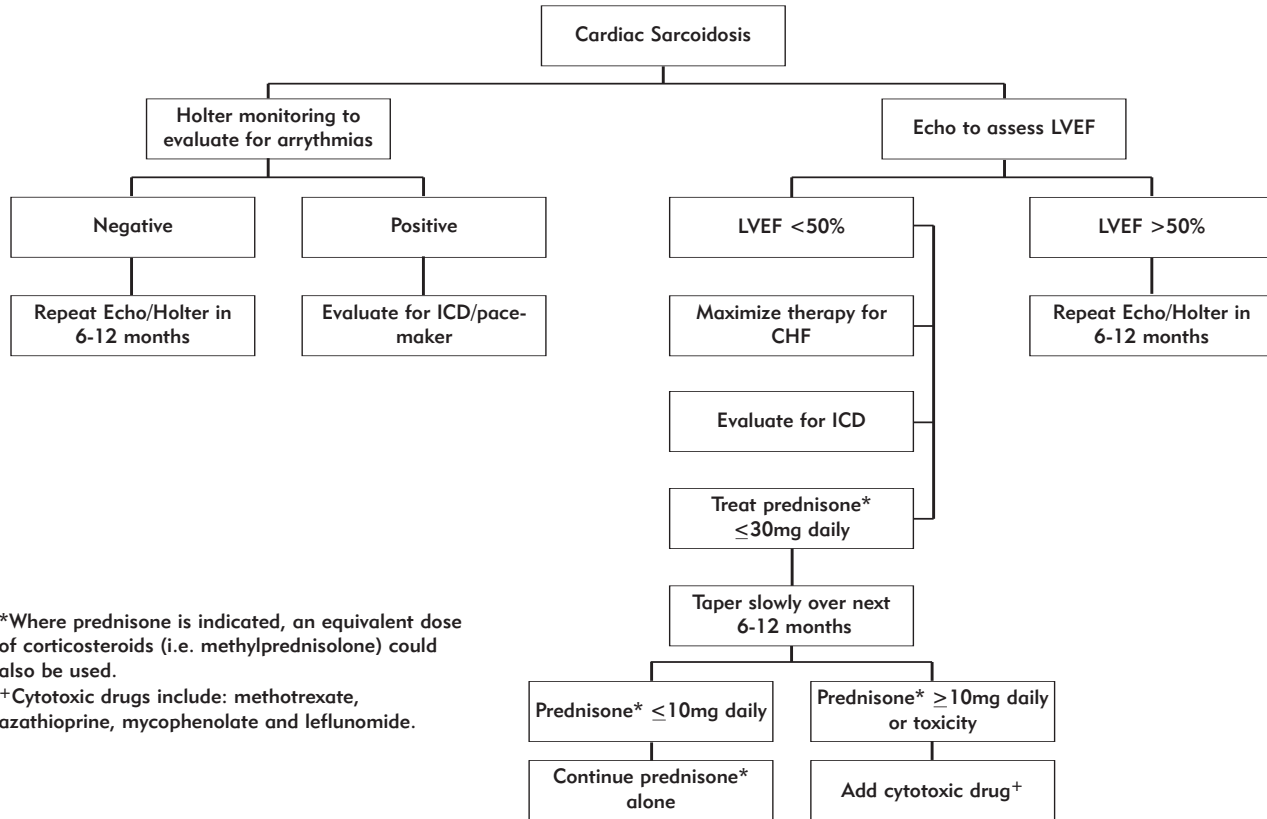 Cardiac Sarcoidosis
Holter monitoring to
evaluate for arrythmias
Echo to assess LVEF
Negative
Positive
LVEF <50%
LVEF >50%
Repeat Echo/Holter in
6-12 months
Evaluate for ICD/pace-
maker
Maximize therapy for
CHF
Repeat Echo/Holter in
6-12 months
Evaluate for ICD
Treat prednisone*
≤30mg daily
Taper slowly over next
6-12 months
Prednisone* ≤10mg daily
Prednisone* ≥10mg daily
or toxicity
Continue prednisone*
alone
Add cytotoxic drug+
*Where prednisone is indicated, an equivalent dose
of corticosteroids (i.e. methylprednisolone) could
also be used.
+Cytotoxic drugs include: methotrexate,
azathioprine, mycophenolate and leflunomide.